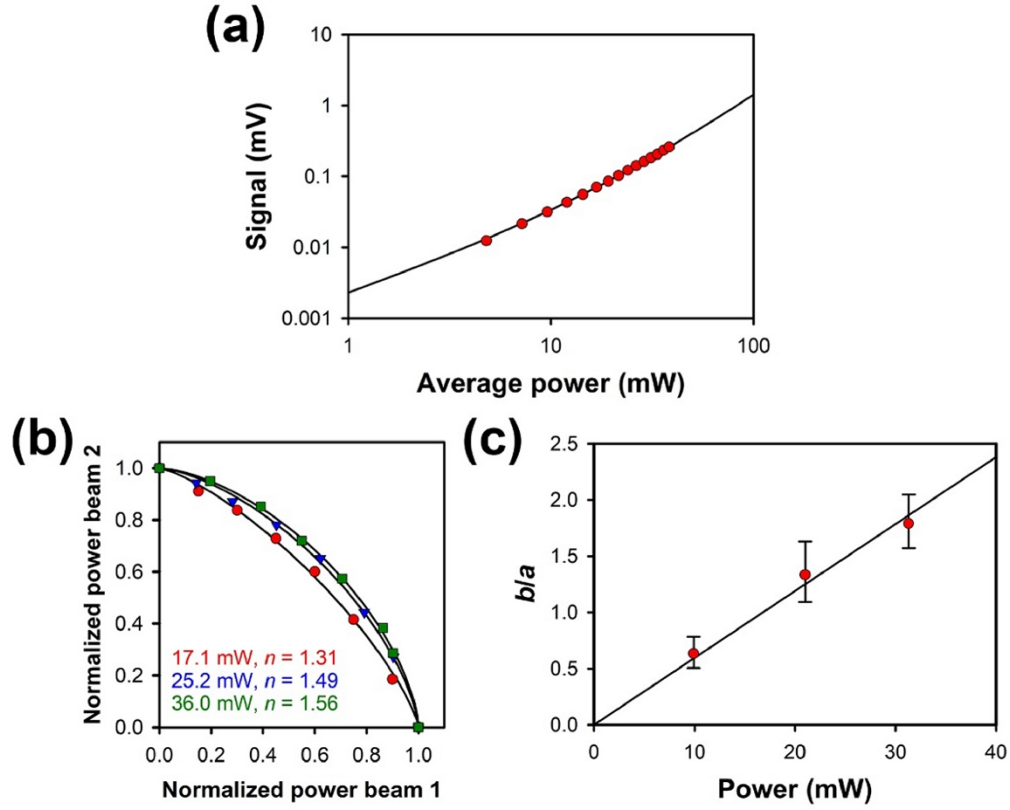 (a)
10
1
0.1
0.01
0.001
Signal (mV)
1 10 100
Average power (mW)
(b)
Normalized power beam 2
1.0
0.8
0.6
0.4
0.2
0.0
17.1 mW, n = 1.31
25.2 mW, n = 1.49
36.0 mW, n = 1.56
0.0 0.2 0.4 0.6 0.8 1.0
Normalized power beam 1
(c)
b/a
2.5
2.0
1.5
1.0
0.5
0.0
0 10 20 30 40
Power (mW)